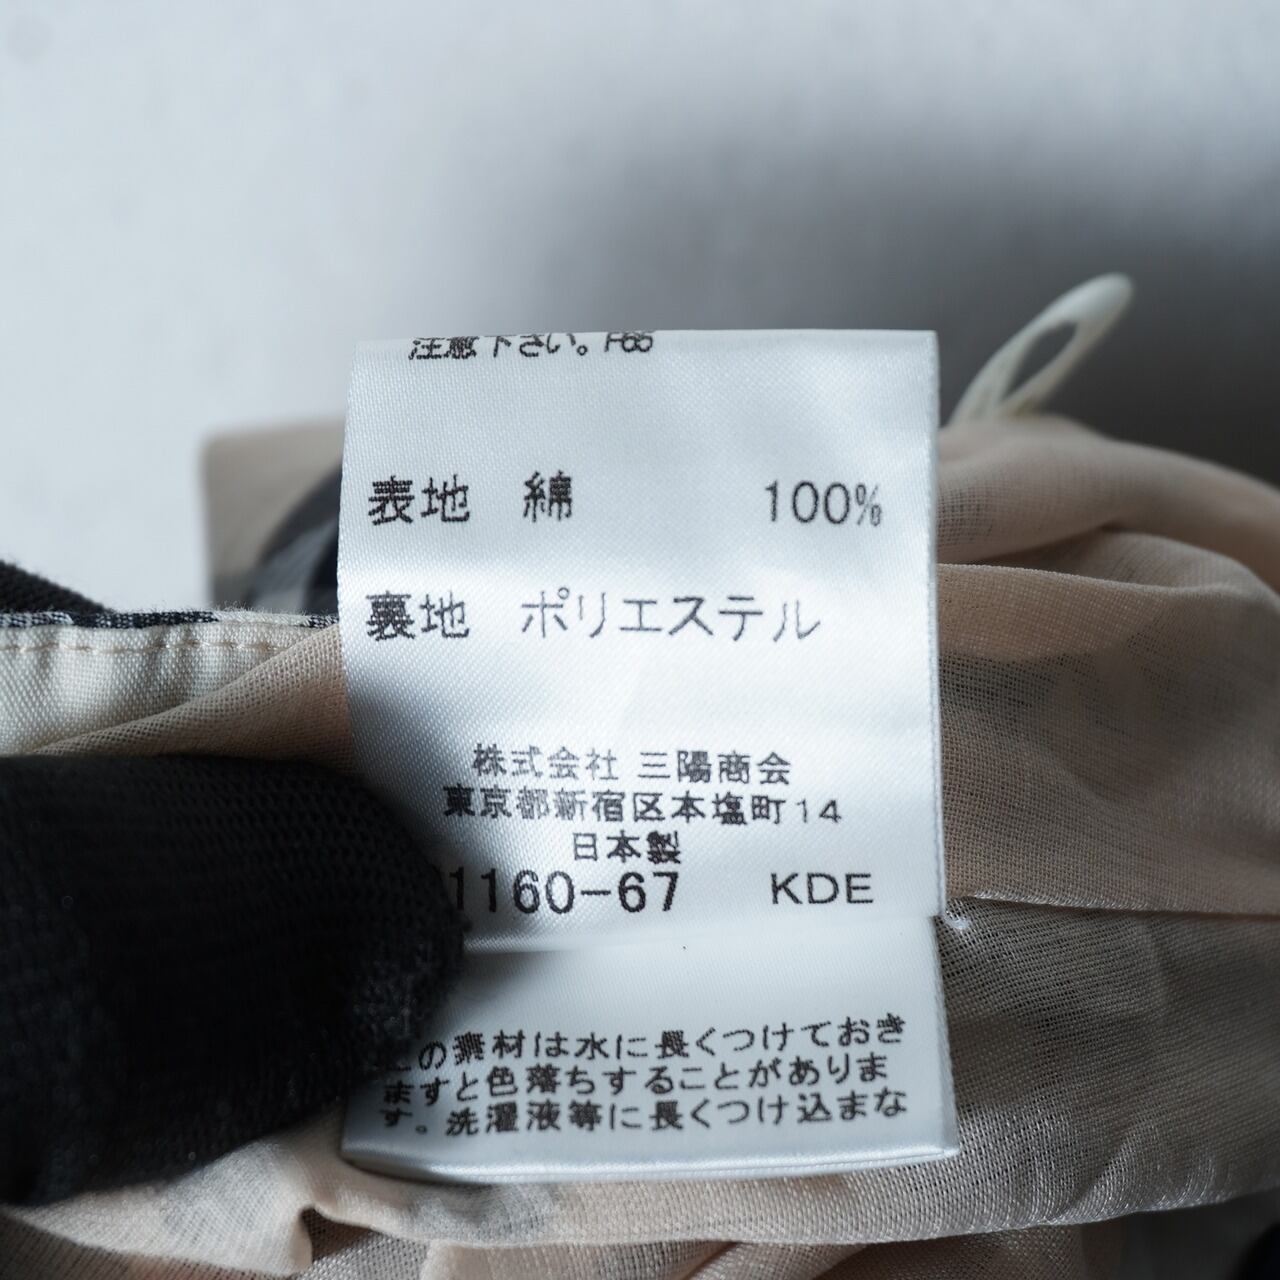 注意下さい。F65
表地 綿 100%
裏地 ポリエステル
株式会社 三陽商会
東京都新宿区本塩町14
日本製
1160-67 KDE
の素材は水に長くつけておき
ますと色落ちすることがありま
す。洗濯液等に長くつけ込まな